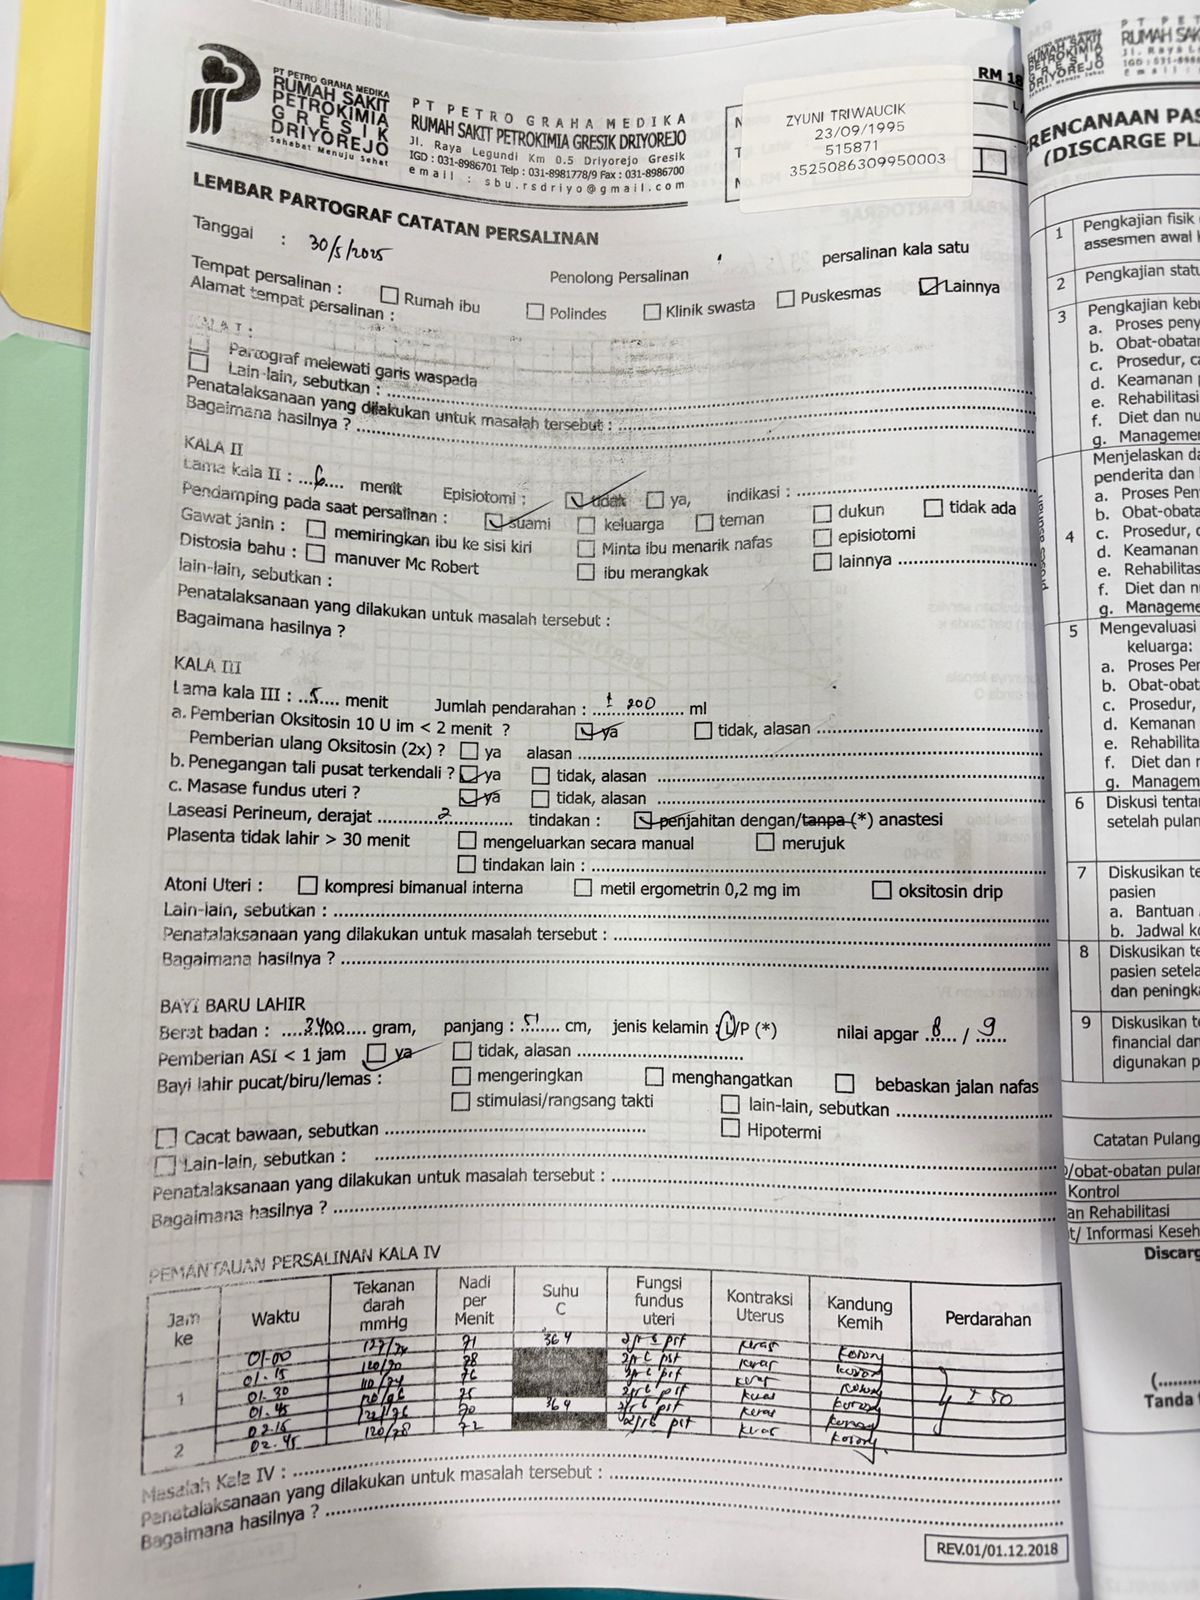 PT PETRO GRAHA MEDIKA
RUMAH SAKIT
PETROKIMIA
GRESIK
DRIYOREJO
Sahabat Menuju Sehat
PT PETRO GRAHA MEDIKA
RUMAH SAKIT PETROKIMIA GRESIK DRIYOREJO
Jl. Raya Legundi Km 0.5 Driyorejo Gresik
IGD : 031-8986701 Telp : 031-8981778/9 Fax : 031-8986700
email : sbu.rsdriyo@gmail.com
RM 18
ZYUNI TRIWAUCIK
23/09/1995
515871
3525086309950003
LEMBAR PARTOGRAF CATATAN PERSALINAN
Tanggal : 30/5/2025
Penolong Persalinan persalinan kala satu
Tempat persalinan : Rumah ibu Polindes Klinik swasta Puskesmas Lainnya
Alamat tempat persalinan :
KALA I :
Partograf melewati garis waspada
Lain-lain, sebutkan :
Penatalaksanaan yang dilakukan untuk masalah tersebut :
Bagaimana hasilnya ?
KALA II
Lama kala II : 6 menit Episiotomi : tidak ya, indikasi :
Pendamping pada saat persalinan : suami keluarga teman dukun tidak ada
Gawat janin : memiringkan ibu ke sisi kiri Minta ibu menarik nafas episiotomi
Distosia bahu : manuver Mc Robert ibu merangkak lainnya
lain-lain, sebutkan :
Penatalaksanaan yang dilakukan untuk masalah tersebut :
Bagaimana hasilnya ?
KALA III
Lama kala III : 5 menit Jumlah pendarahan : ± 200 ml
a. Pemberian Oksitosin 10 U im < 2 menit ? ya tidak, alasan
Pemberian ulang Oksitosin (2x) ? ya alasan
b. Penegangan tali pusat terkendali ? ya tidak, alasan
c. Masase fundus uteri ? ya tidak, alasan
Laseasi Perineum, derajat 2 tindakan : penjahitan dengan/tanpa (*) anastesi
Plasenta tidak lahir > 30 menit mengeluarkan secara manual merujuk
tindakan lain :
Atoni Uteri : kompresi bimanual interna metil ergometrin 0,2 mg im oksitosin drip
Lain-lain, sebutkan :
Penatalaksanaan yang dilakukan untuk masalah tersebut :
Bagaimana hasilnya ?
BAYI BARU LAHIR
Berat badan : 3400 gram, panjang : 51 cm, jenis kelamin : L/P (*) nilai apgar 8 / 9
Pemberian ASI < 1 jam ya tidak, alasan
Bayi lahir pucat/biru/lemas : mengeringkan menghangatkan bebaskan jalan nafas
stimulasi/rangsang takti lain-lain, sebutkan
Cacat bawaan, sebutkan Hipotermi
Lain-lain, sebutkan :
Penatalaksanaan yang dilakukan untuk masalah tersebut :
Bagaimana hasilnya ?
PEMANTAUAN PERSALINAN KALA IV
Jam ke Waktu Tekanan darah mmHg Nadi per Menit Suhu C Fungsi fundus uteri Kontraksi Uterus Kandung Kemih Perdarahan
1 01.00 71 364 2jr b pst keras kosong
01.15 120/70 78 2jr b pst keras kosong
01.30 110/74 76 2jr b pst keras kosong
01.45 75 2jr b pst keras kosong ± 50
02.15 70 364 2jr b pst keras kosong
2 02.45 120/78 72 2jr b pst keras kosong
Masalah Kala IV :
Penatalaksanaan yang dilakukan untuk masalah tersebut :
Bagaimana hasilnya ?
REV.01/01.12.2018
PT PET
RUMAH SAK
PETROKIMIA
GRESIK
DRIYOREJO
Jl. Raya L
IGD : 031-8986
Email :
RENCANAAN PAS
(DISCHARGE PL
1 Pengkajian fisik
assesmen awal
2 Pengkajian statu
3 Pengkajian kebu
a. Proses peny
b. Obat-obatan
c. Prosedur, ca
d. Keamanan
e. Rehabilitasi
f. Diet dan nu
g. Managemen
proses asuhan
4 Menjelaskan da
penderita dan
a. Proses Pen
b. Obat-obata
c. Prosedur, c
d. Keamanan
e. Rehabilitas
f. Diet dan n
g. Manageme
5 Mengevaluasi
keluarga:
a. Proses Per
b. Obat-obat
c. Prosedur,
d. Kemanan
e. Rehabilita
f. Diet dan n
g. Managem
6 Diskusi tentan
setelah pulan
7 Diskusikan te
pasien
a. Bantuan
b. Jadwal ko
8 Diskusikan te
pasien setela
dan peningka
9 Diskusikan t
financial dan
digunakan p
Catatan Pulang
/obat-obatan pular
Kontrol
an Rehabilitasi
t/ Informasi Keseh
Discarg
(..........
Tanda